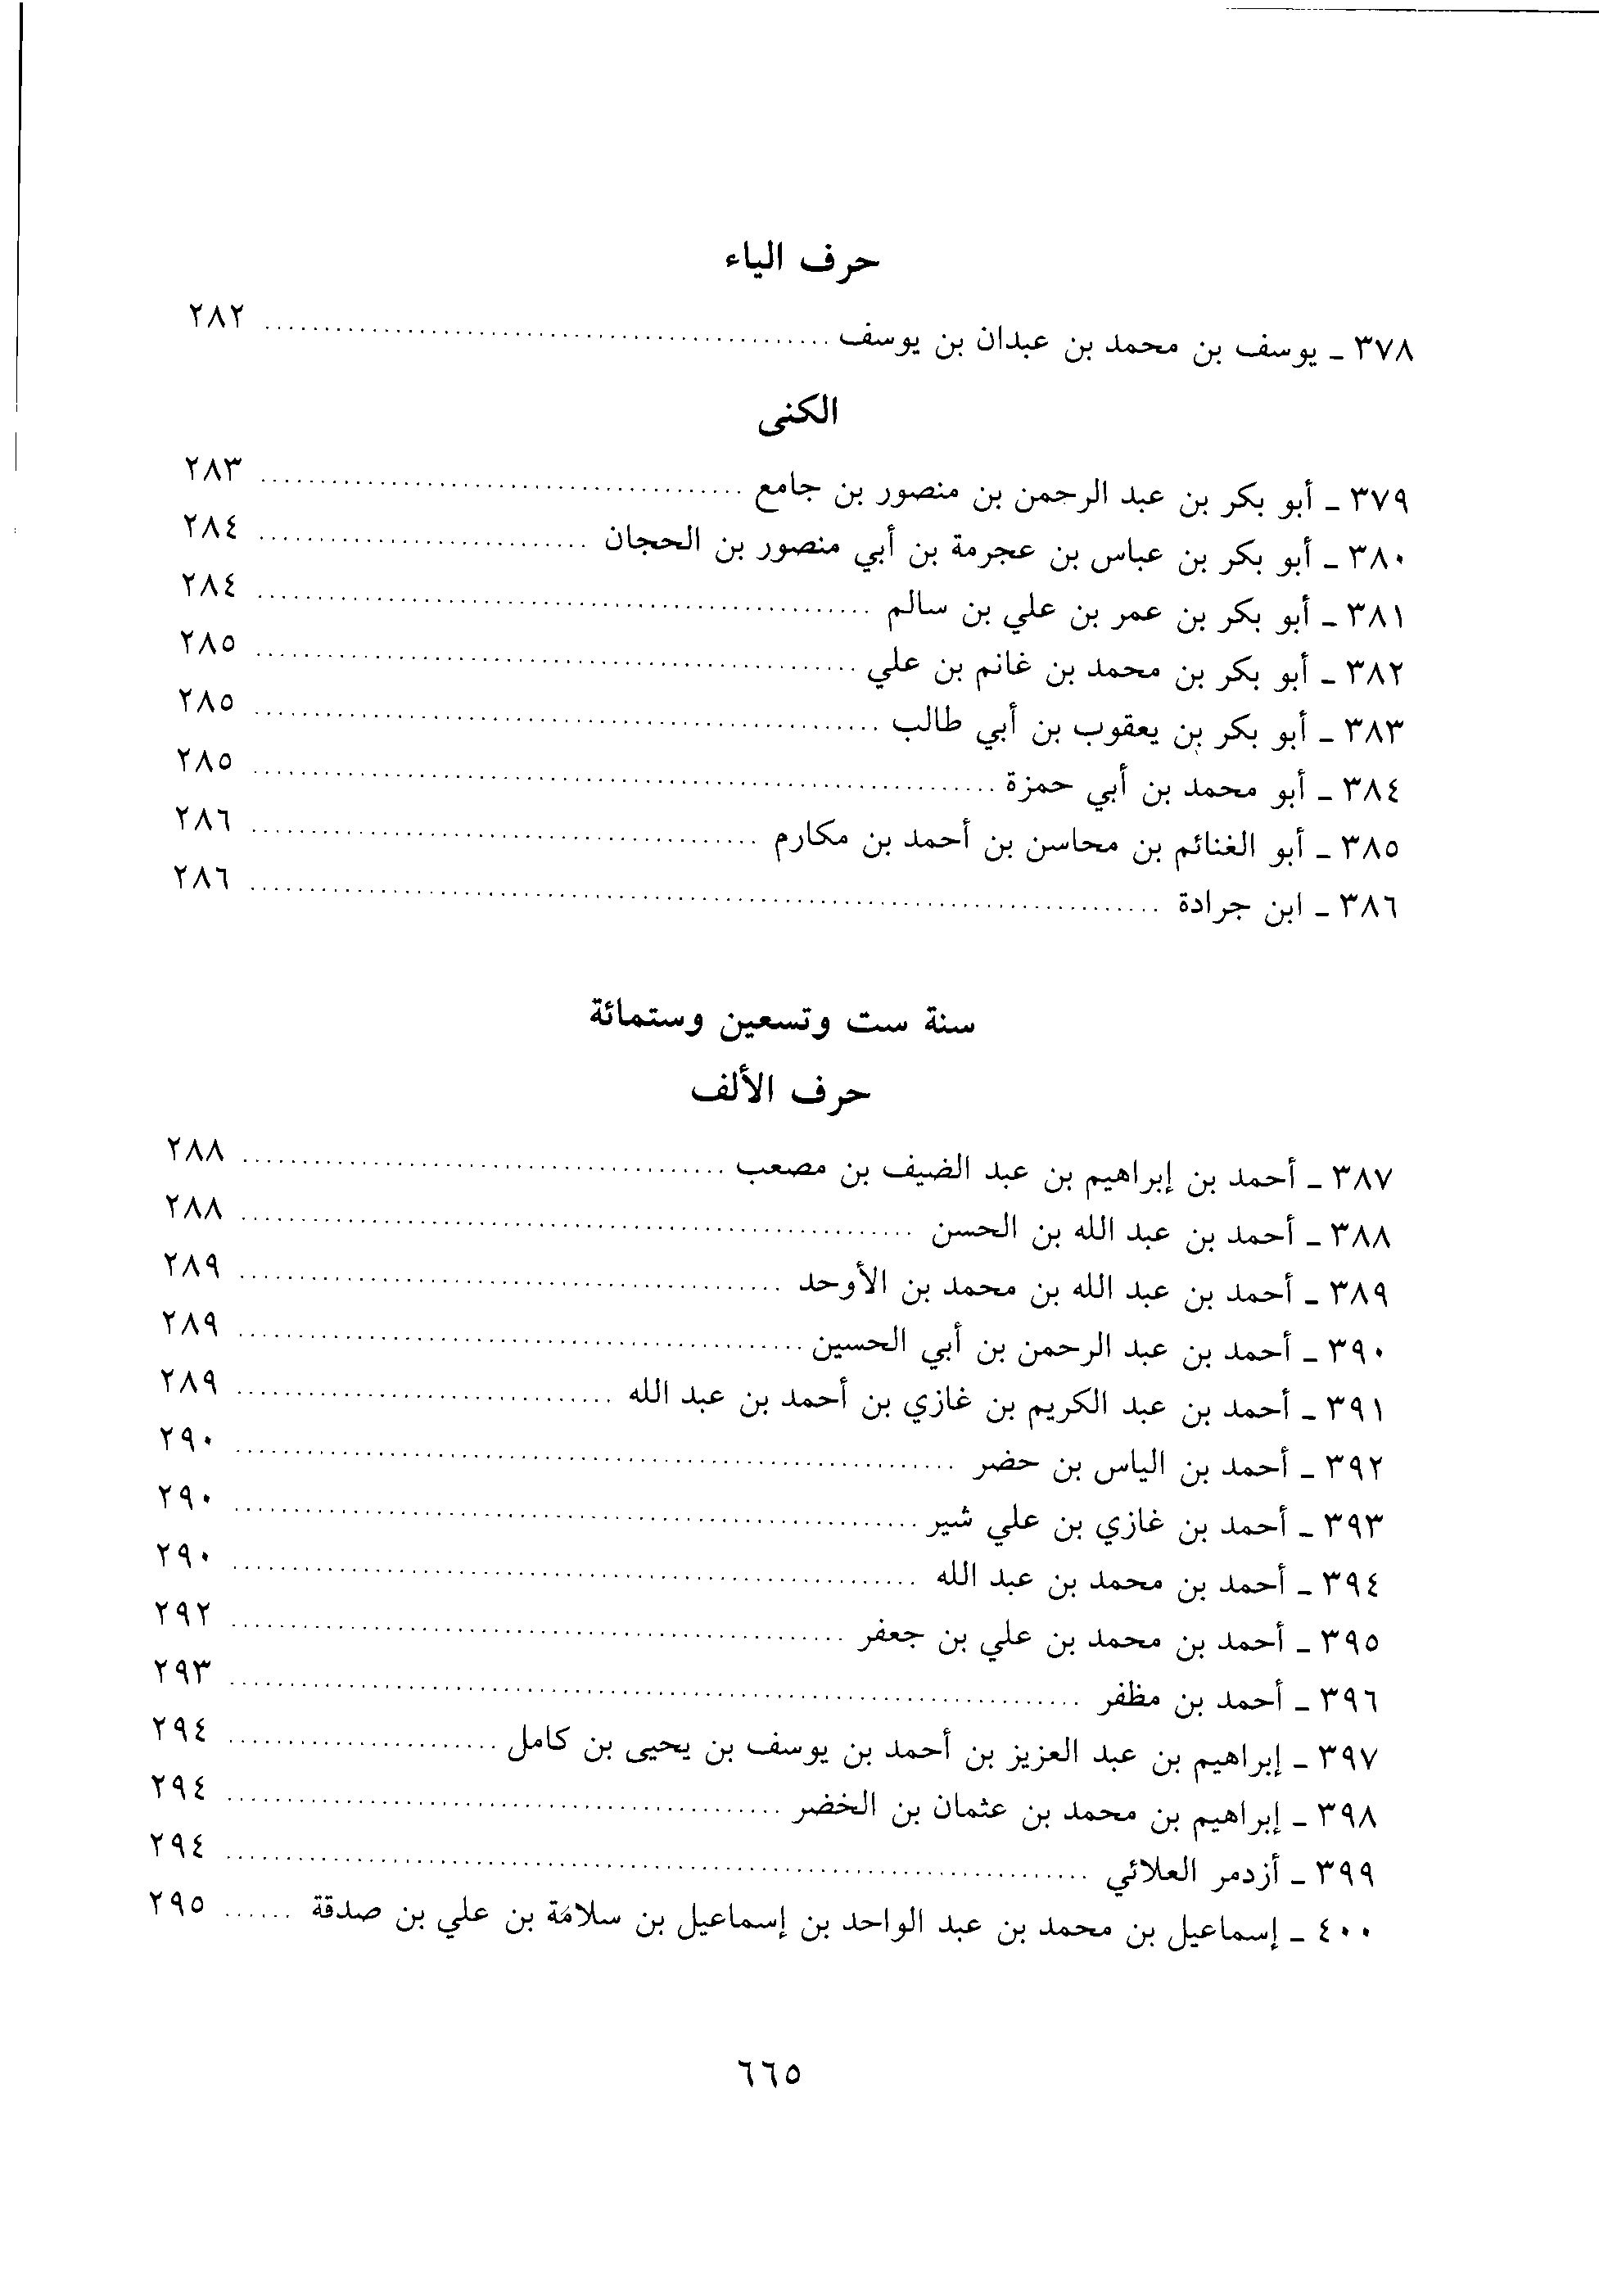 حرف الياء
٣٧٨ ـ يوسف بن محمد بن عبدان بن يوسف ........ ٢٨٢
الكنى
٣٧٩ ـ أبو بكر بن عبد الرحمن بن منصور بن جامع ........ ٢٨٣
٣٨٠ ـ أبو بكر بن عباس بن عجرمة بن أبي منصور بن الحجان ........ ٢٨٤
٣٨١ ـ أبو بكر بن عمر بن علي بن سالم ........ ٢٨٤
٣٨٢ ـ أبو بكر بن محمد بن غانم بن علي ........ ٢٨٥
٣٨٣ ـ أبو بكر بن يعقوب بن أبي طالب ........ ٢٨٥
٣٨٤ ـ أبو محمد بن أبي حمزة ........ ٢٨٥
٣٨٥ ـ أبو الغنائم بن محاسن بن أحمد بن مكارم ........ ٢٨٦
٣٨٦ ـ ابن جرادة ........ ٢٨٦
سنة ست وتسعين وستمائة
حرف الألف
٣٨٧ ـ أحمد بن إبراهيم بن عبد الضيف بن مصعب ........ ٢٨٨
٣٨٨ ـ أحمد بن عبد الله بن الحسن ........ ٢٨٨
٣٨٩ ـ أحمد بن عبد الله بن محمد بن الأوحد ........ ٢٨٩
٣٩٠ ـ أحمد بن عبد الرحمن بن أبي الحسين ........ ٢٨٩
٣٩١ ـ أحمد بن عبد الكريم بن غازي بن أحمد بن عبد الله ........ ٢٨٩
٣٩٢ ـ أحمد بن الياس بن حضر ........ ٢٩٠
٣٩٣ ـ أحمد بن غازي بن علي شير ........ ٢٩٠
٣٩٤ ـ أحمد بن محمد بن عبد الله ........ ٢٩٠
٣٩٥ ـ أحمد بن محمد بن علي بن جعفر ........ ٢٩٢
٣٩٦ ـ أحمد بن مظفر ........ ٢٩٣
٣٩٧ ـ إبراهيم بن عبد العزيز بن أحمد بن يوسف بن يحيى بن كامل ........ ٢٩٤
٣٩٨ ـ إبراهيم بن محمد بن عثمان بن الخضر ........ ٢٩٤
٣٩٩ ـ أزدمر العلائي ........ ٢٩٤
٤٠٠ ـ إسماعيل بن محمد بن عبد الواحد بن إسماعيل بن سلامَة بن علي بن صدقة ...... ٢٩٥
٦٦٥